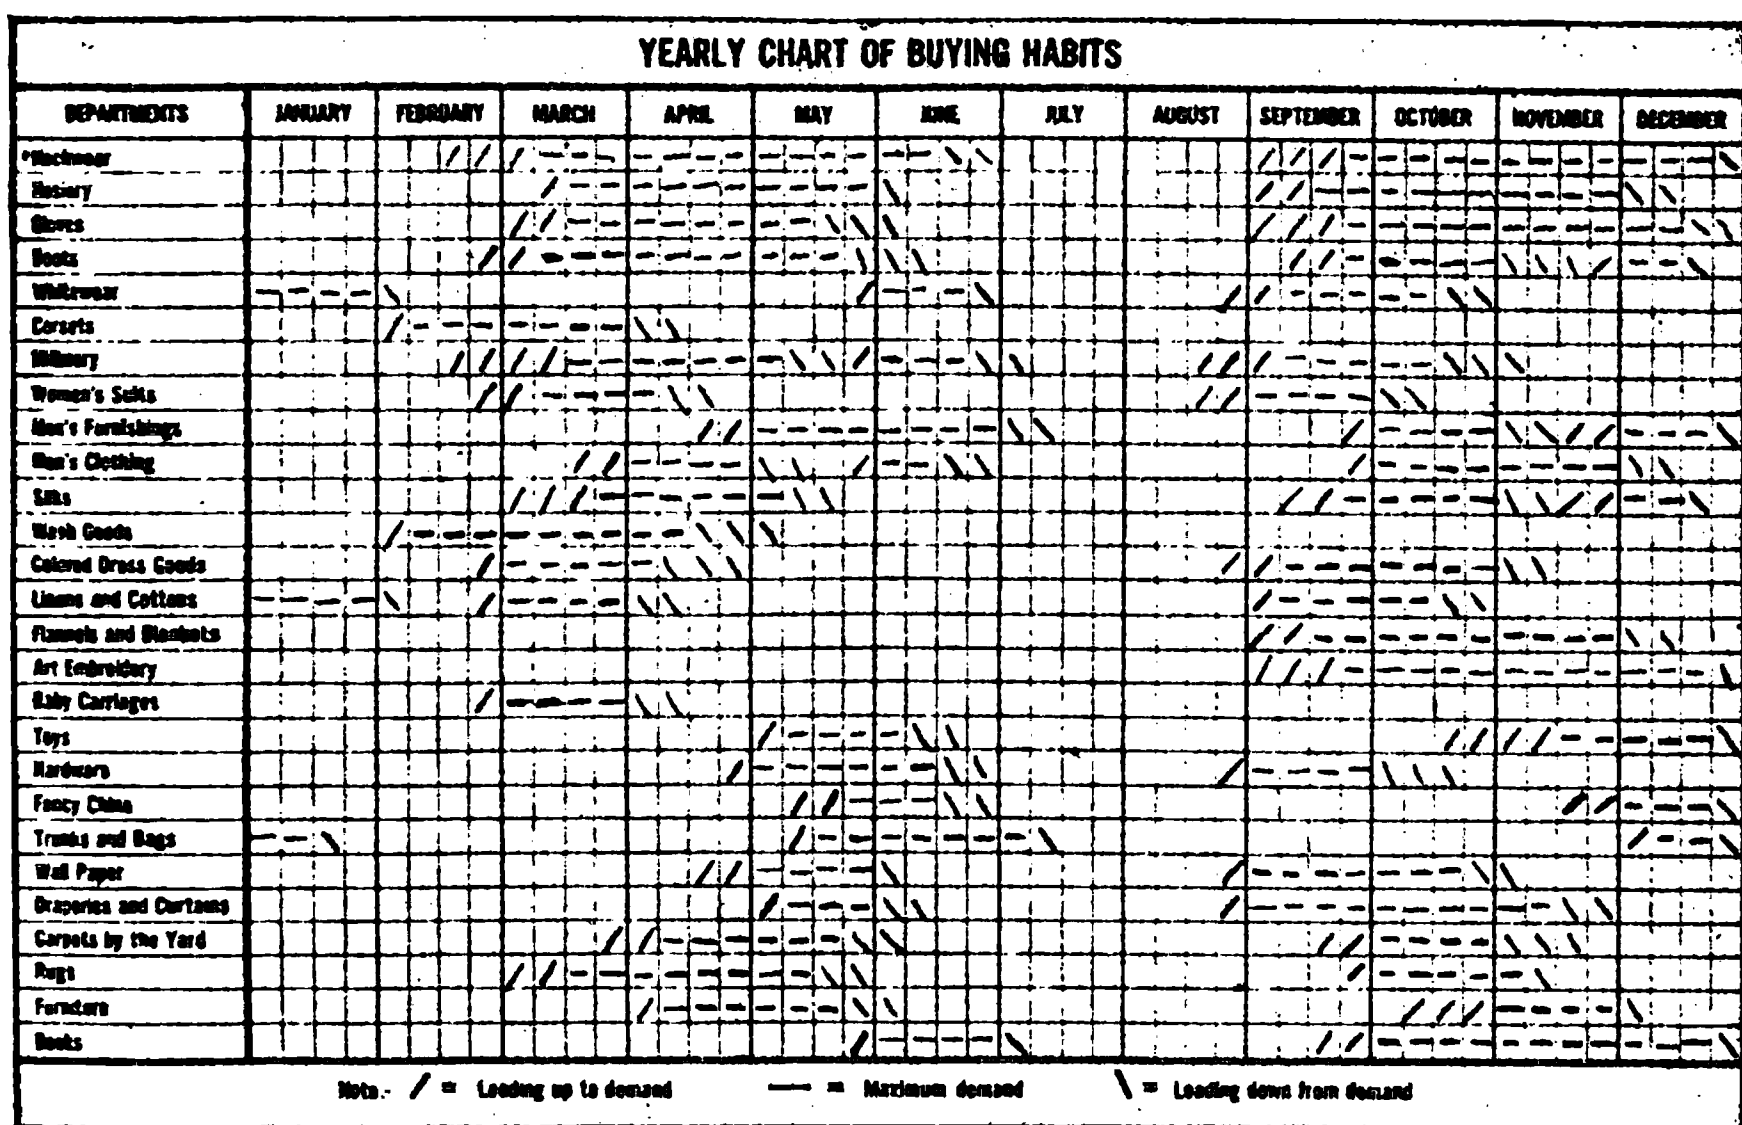 YEARLY CHART OF BUYING HABITS
DEPARTMENTS JANUARY FEBRUARY MARCH APRIL MAY JUNE JULY AUGUST SEPTEMBER OCTOBER NOVEMBER DECEMBER
*Neckwear
Hosiery
Gloves
Boots
Whitewear
Corsets
Millinery
Women's Suits
Men's Furnishings
Men's Clothing
Silks
Wash Goods
Colored Dress Goods
Linens and Cottons
Flannels and Blankets
Art Embroidery
Baby Carriages
Toys
Hardware
Fancy China
Trunks and Bags
Wall Paper
Draperies and Curtains
Carpets by the Yard
Rugs
Furniture
Books
Note.- / = Leading up to demand — = Maximum demand \ = Leading down from demand